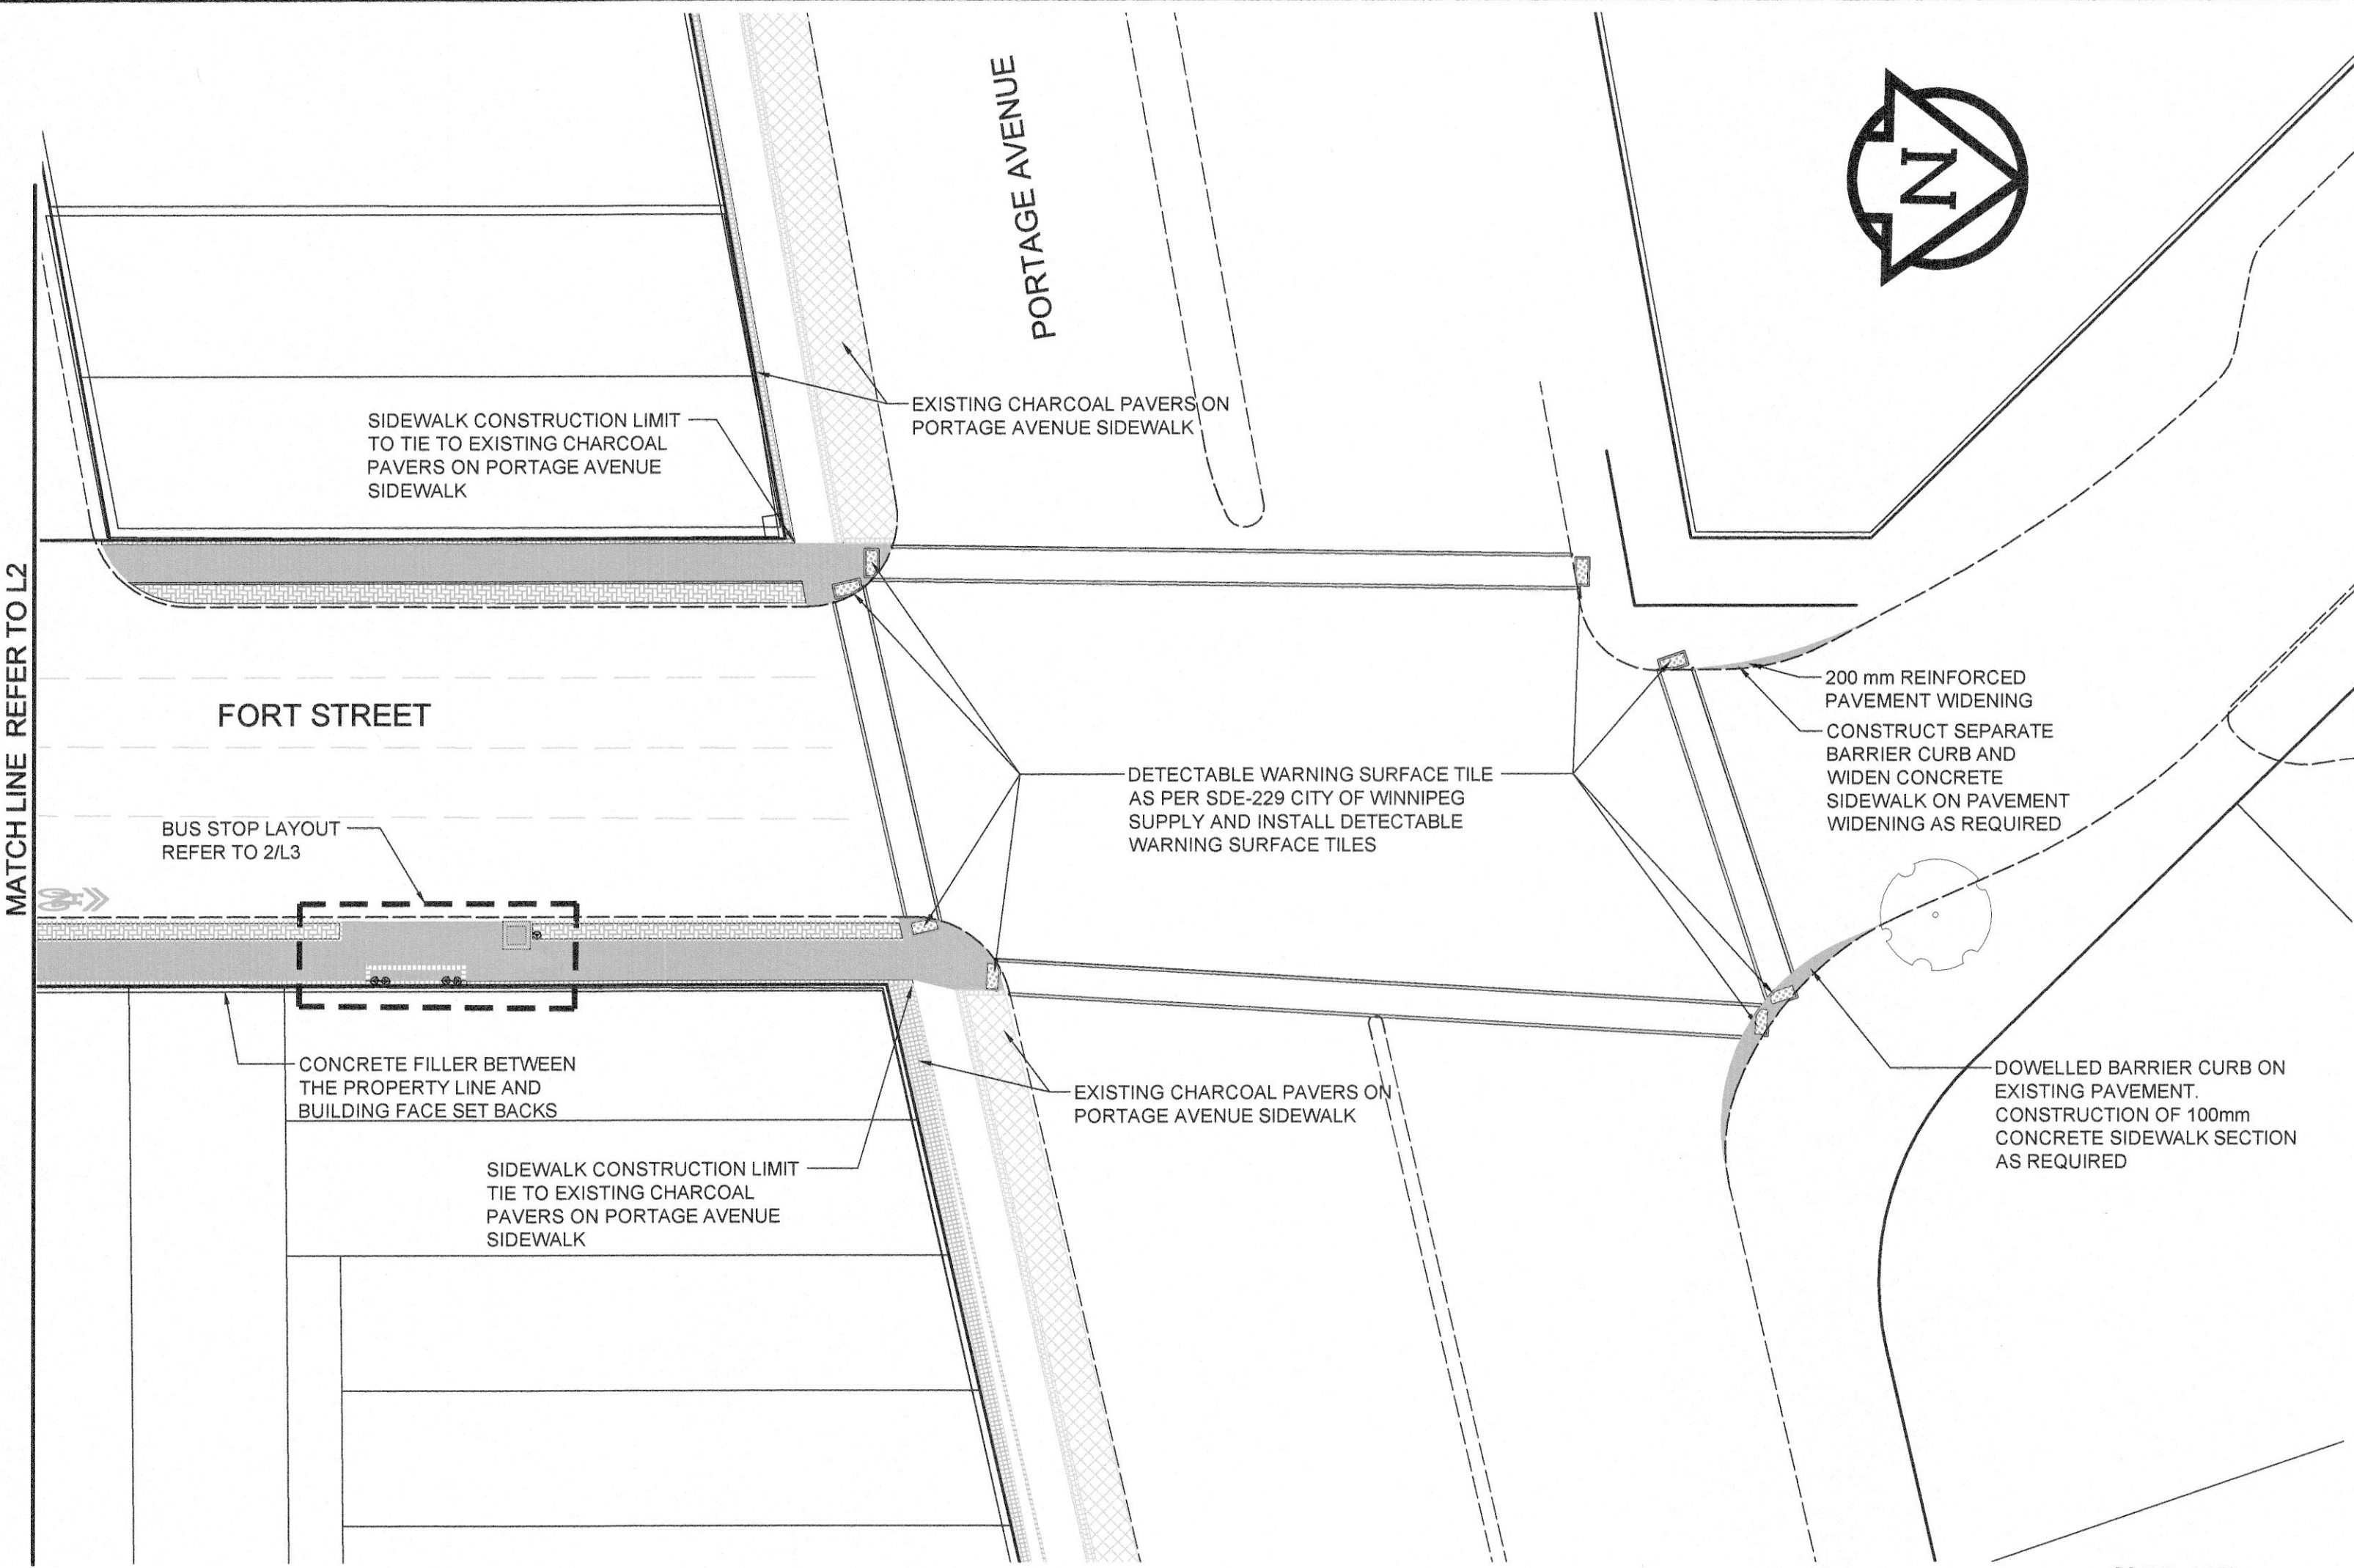 PORTAGE AVENUE
N
EXISTING CHARCOAL PAVERS ON
PORTAGE AVENUE SIDEWALK
SIDEWALK CONSTRUCTION LIMIT
TO TIE TO EXISTING CHARCOAL
PAVERS ON PORTAGE AVENUE
SIDEWALK
MATCH LINE REFER TO L2
FORT STREET
200 mm REINFORCED
PAVEMENT WIDENING
CONSTRUCT SEPARATE
BARRIER CURB AND
WIDEN CONCRETE
SIDEWALK ON PAVEMENT
WIDENING AS REQUIRED
DETECTABLE WARNING SURFACE TILE
AS PER SDE-229 CITY OF WINNIPEG
SUPPLY AND INSTALL DETECTABLE
WARNING SURFACE TILES
BUS STOP LAYOUT
REFER TO 2/L3
CONCRETE FILLER BETWEEN
THE PROPERTY LINE AND
BUILDING FACE SET BACKS
EXISTING CHARCOAL PAVERS ON
PORTAGE AVENUE SIDEWALK
DOWELLED BARRIER CURB ON
EXISTING PAVEMENT.
CONSTRUCTION OF 100mm
CONCRETE SIDEWALK SECTION
AS REQUIRED
SIDEWALK CONSTRUCTION LIMIT
TIE TO EXISTING CHARCOAL
PAVERS ON PORTAGE AVENUE
SIDEWALK